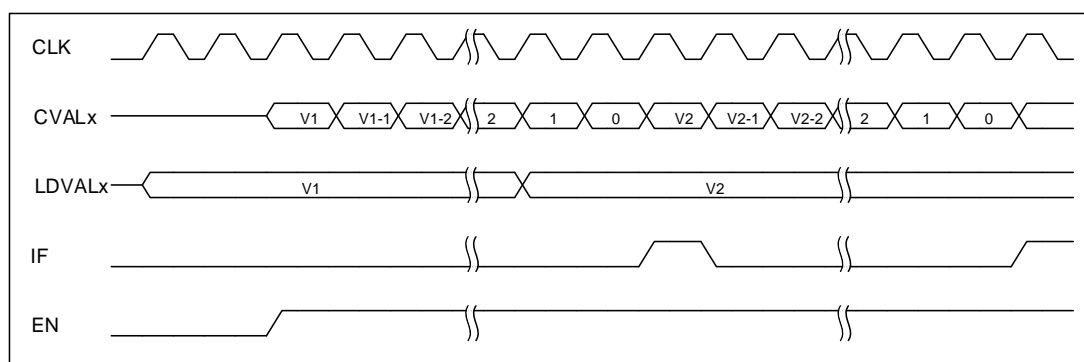 CLK
CVALx V1 V1-1 V1-2 2 1 0 V2 V2-1 V2-2 2 1 0
LDVALx V1 V2
IF
EN